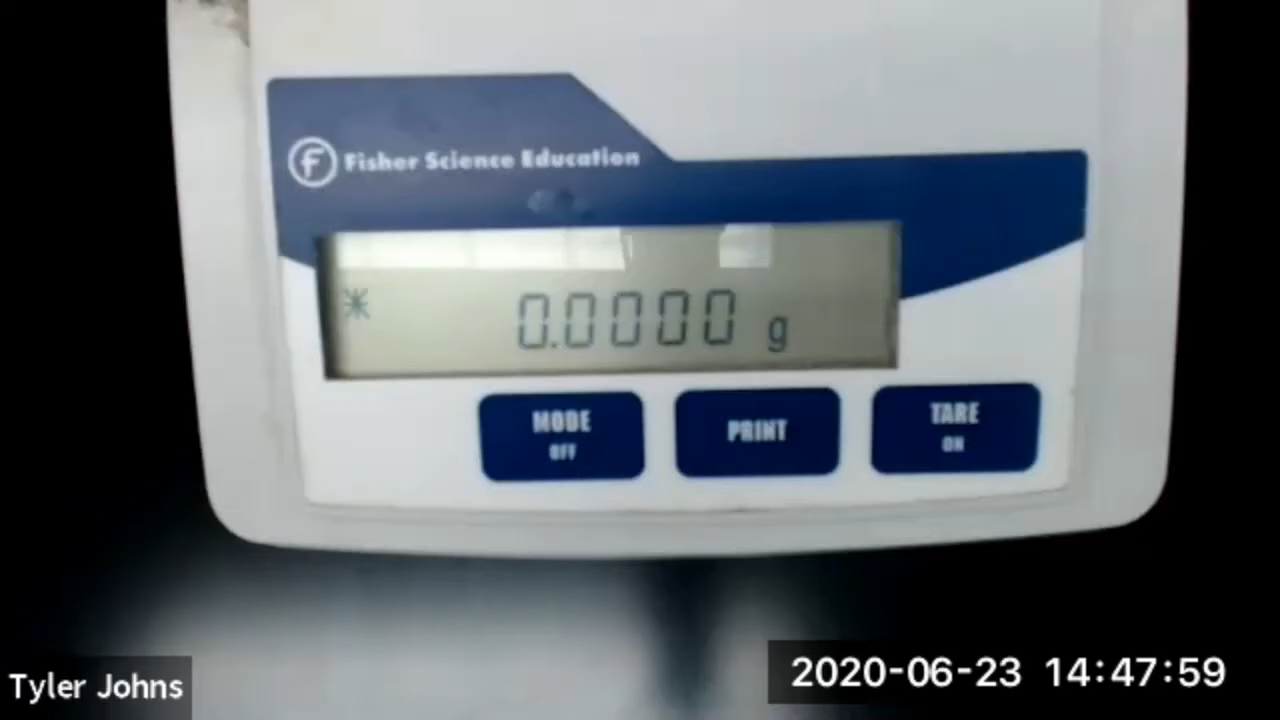 Fisher Science Education
* 0.0000 g
MODE
OFF
PRINT
TARE
ON
Tyler Johns
2020-06-23 14:47:59